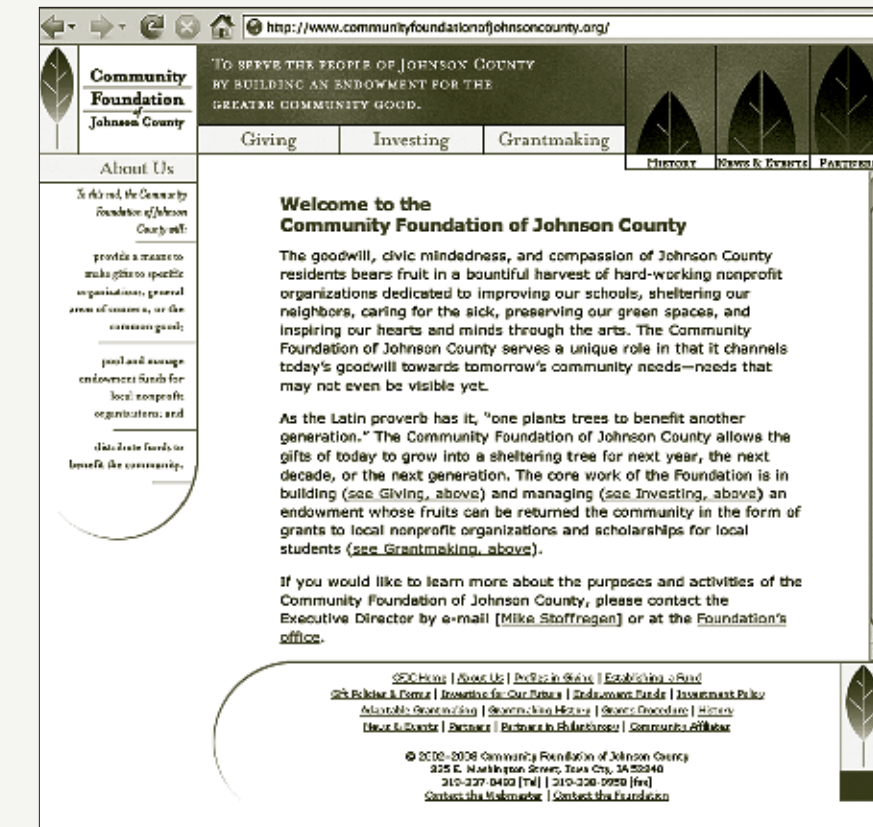 http://www.communityfoundationofjohnsoncounty.org/
Community
Foundation
of
Johnson County
TO SERVE THE PEOPLE OF JOHNSON COUNTY
BY BUILDING AN ENDOWMENT FOR THE
GREATER COMMUNITY GOOD.
Giving
Investing
Grantmaking
HISTORY
NEWS & EVENTS
About Us
To this end, the Community
Foundation of Johnson
County will:
provide a means to
make gifts to specific
organizations, general
areas of concern, or the
common good;
pool and manage
endowment funds for
local nonprofit
organizations; and
distribute funds to
benefit the community.
Welcome to the
Community Foundation of Johnson County
The goodwill, civic mindedness, and compassion of Johnson County
residents bears fruit in a bountiful harvest of hard-working nonprofit
organizations dedicated to improving our schools, sheltering our
neighbors, caring for the sick, preserving our green spaces, and
inspiring our hearts and minds through the arts. The Community
Foundation of Johnson County serves a unique role in that it channels
today's goodwill towards tomorrow's community needs—needs that
may not even be visible yet.
As the Latin proverb has it, "one plants trees to benefit another
generation." The Community Foundation of Johnson County allows the
gifts of today to grow into a sheltering tree for next year, the next
decade, or the next generation. The core work of the Foundation is in
building (see Giving, above) and managing (see Investing, above) an
endowment whose fruits can be returned the community in the form of
grants to local nonprofit organizations and scholarships for local
students (see Grantmaking, above).
If you would like to learn more about the purposes and activities of the
Community Foundation of Johnson County, please contact the
Executive Director by e-mail [Mike Stoffregen] or at the Foundation's
office.
CFJC Home | About Us | Profiles in Giving | Establishing a Fund
Gift Policies & Forms | Investing for Our Future | Endowment Funds | Investment Policy
Adaptable Grantmaking | Grantmaking History | Grants Procedure | History
News & Events | Partners | Partners in Philanthropy | Community Affiliates
© 2002–2008 Community Foundation of Johnson County
325 E. Washington Street, Iowa City, IA 52240
[Tel] | [fax]
Contact the Webmaster | Contact the Foundation